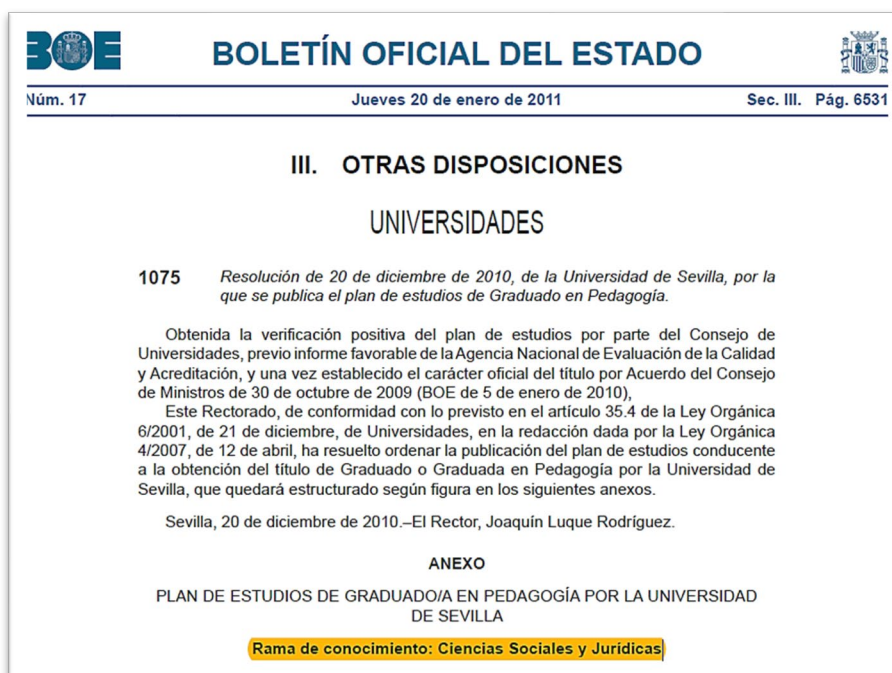 BOE
BOLETÍN OFICIAL DEL ESTADO
Núm. 17
Jueves 20 de enero de 2011
Sec. III. Pág. 6531
III. OTRAS DISPOSICIONES
UNIVERSIDADES
1075 Resolución de 20 de diciembre de 2010, de la Universidad de Sevilla, por la
que se publica el plan de estudios de Graduado en Pedagogía.
Obtenida la verificación positiva del plan de estudios por parte del Consejo de
Universidades, previo informe favorable de la Agencia Nacional de Evaluación de la Calidad
y Acreditación, y una vez establecido el carácter oficial del título por Acuerdo del Consejo
de Ministros de 30 de octubre de 2009 (BOE de 5 de enero de 2010),
Este Rectorado, de conformidad con lo previsto en el artículo 35.4 de la Ley Orgánica
6/2001, de 21 de diciembre, de Universidades, en la redacción dada por la Ley Orgánica
4/2007, de 12 de abril, ha resuelto ordenar la publicación del plan de estudios conducente
a la obtención del título de Graduado o Graduada en Pedagogía por la Universidad de
Sevilla, que quedará estructurado según figura en los siguientes anexos.
Sevilla, 20 de diciembre de 2010.–El Rector, Joaquín Luque Rodríguez.
ANEXO
PLAN DE ESTUDIOS DE GRADUADO/A EN PEDAGOGÍA POR LA UNIVERSIDAD
DE SEVILLA
Rama de conocimiento: Ciencias Sociales y Jurídicas